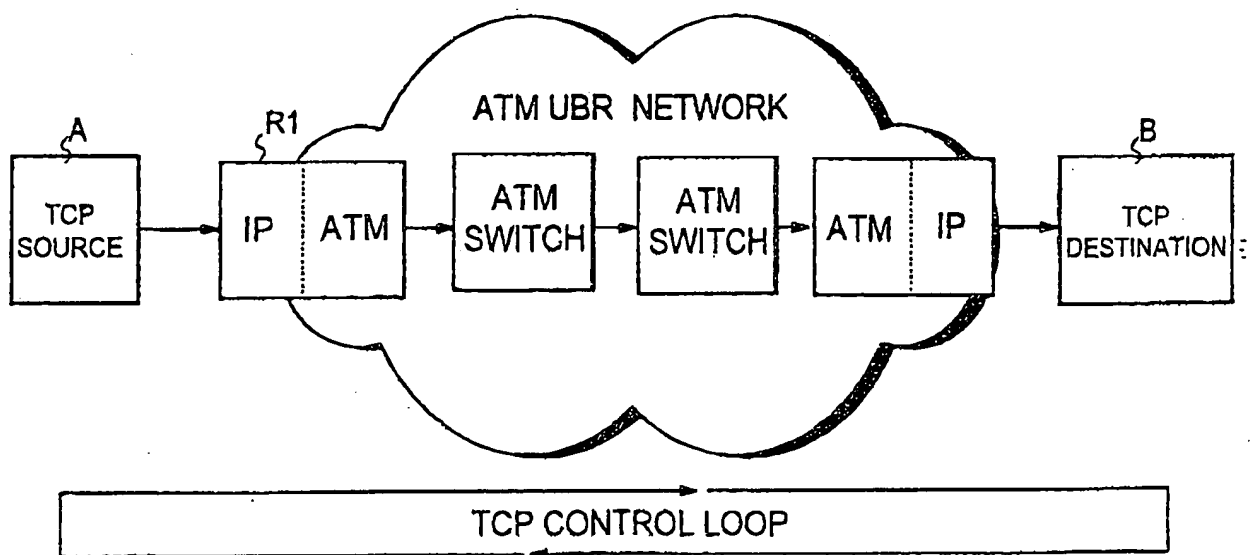 ATM UBR NETWORK
A
R1
B
TCP
SOURCE
IP
ATM
ATM
SWITCH
ATM
SWITCH
ATM
IP
TCP
DESTINATION
TCP CONTROL LOOP